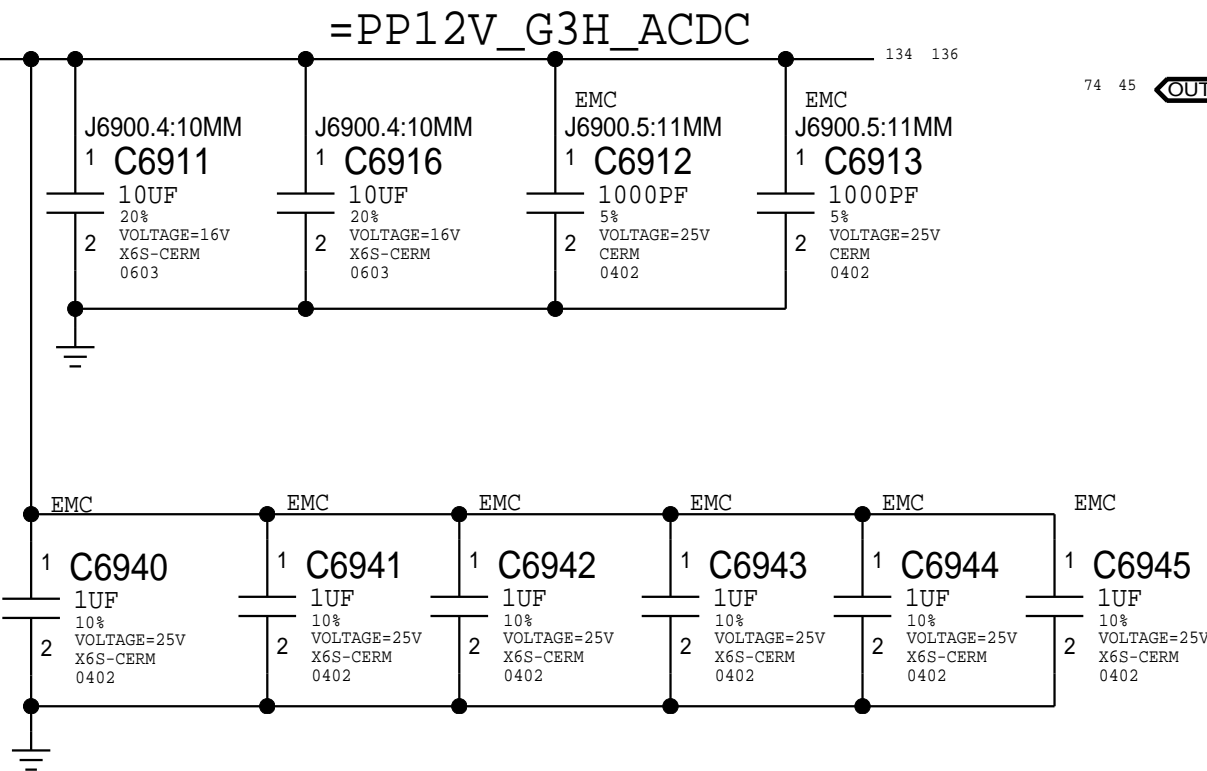 =PP12V_G3H_ACDC
134 136
74 45 OUT
EMC
EMC
J6900.4:10MM
J6900.4:10MM
J6900.5:11MM
J6900.5:11MM
1 C6911
10UF
20%
VOLTAGE=16V
2
X6S-CERM
0603
1 C6916
10UF
20%
VOLTAGE=16V
2
X6S-CERM
0603
1 C6912
1000PF
5%
VOLTAGE=25V
2
CERM
0402
1 C6913
1000PF
5%
VOLTAGE=25V
2
CERM
0402
EMC
1 C6940
1UF
10%
VOLTAGE=25V
2
X6S-CERM
0402
EMC
1 C6941
1UF
10%
VOLTAGE=25V
2
X6S-CERM
0402
EMC
1 C6942
1UF
10%
VOLTAGE=25V
2
X6S-CERM
0402
EMC
1 C6943
1UF
10%
VOLTAGE=25V
2
X6S-CERM
0402
EMC
1 C6944
1UF
10%
VOLTAGE=25V
2
X6S-CERM
0402
EMC
1 C6945
1UF
10%
VOLTAGE=25V
2
X6S-CERM
0402